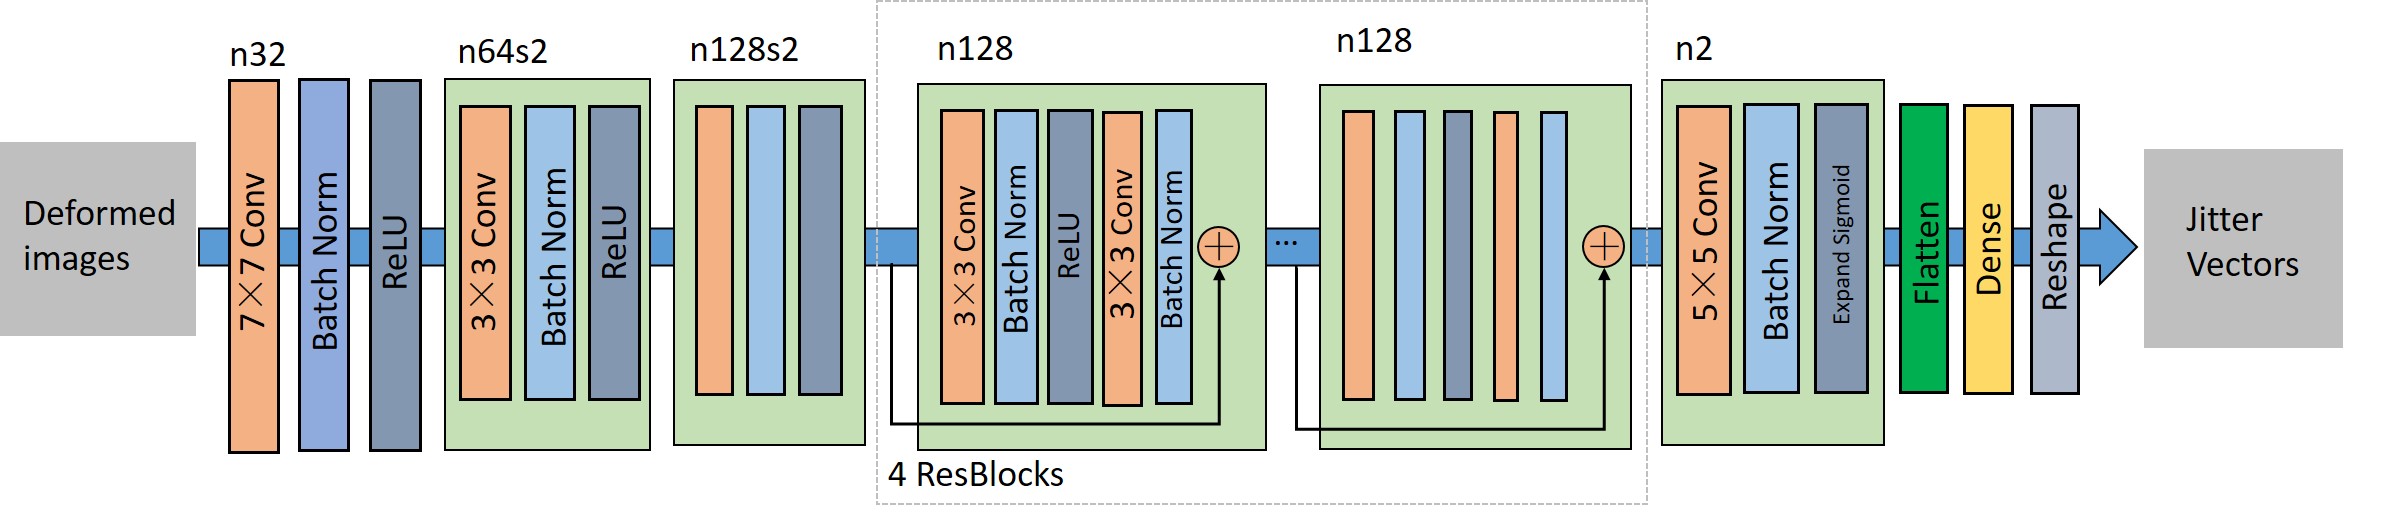 Deformed
images
n32
7×7 Conv
Batch Norm
ReLU
n64s2
3×3 Conv
Batch Norm
ReLU
n128s2
n128
3×3 Conv
Batch Norm
ReLU
3×3 Conv
Batch Norm
...
n128
4 ResBlocks
n2
5×5 Conv
Batch Norm
Expand Sigmoid
Flatten
Dense
Reshape
Jitter
Vectors